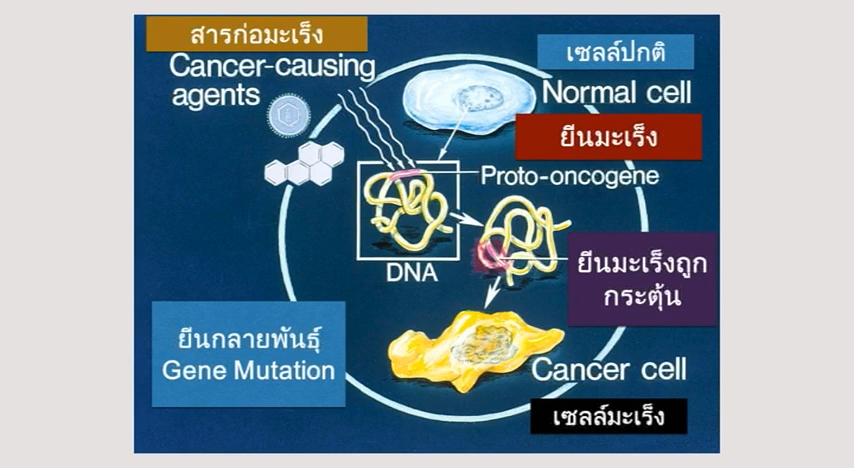 สารก่อมะเร็ง
Cancer-causing
agents
เซลล์ปกติ
Normal cell
ยีนมะเร็ง
Proto-oncogene
DNA
ยีนมะเร็งถูก
กระตุ้น
ยีนกลายพันธุ์
Gene Mutation
Cancer cell
เซลล์มะเร็ง